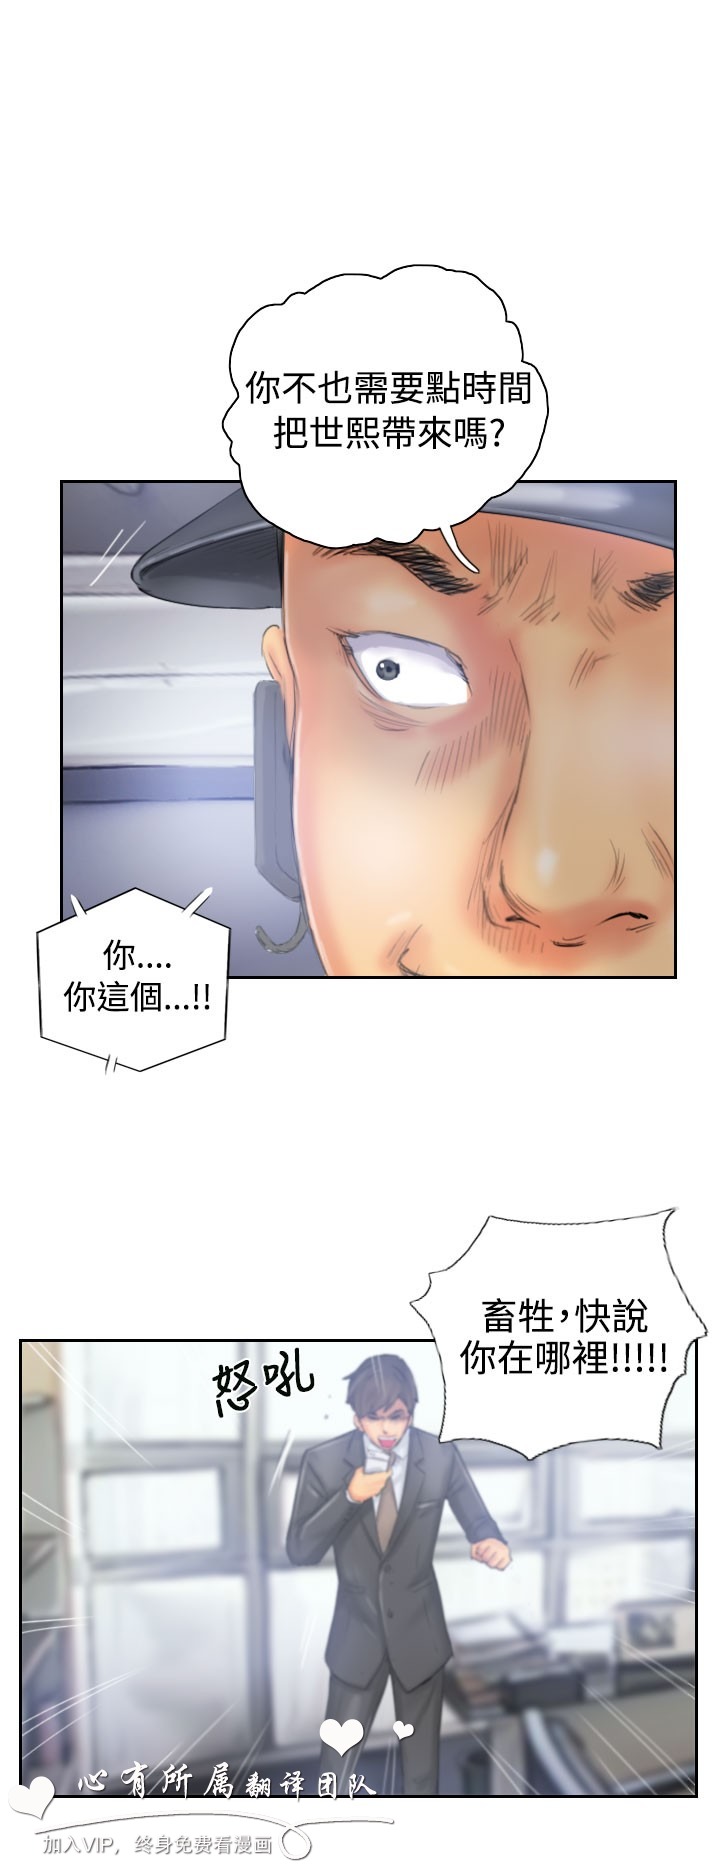 你不也需要點時間
把世熙帶來嗎?
你....
你這個...!!
畜牲,快說
你在哪裡!!!!!
怒吼
心有所属翻译团队
加入VIP，终身免费看漫画